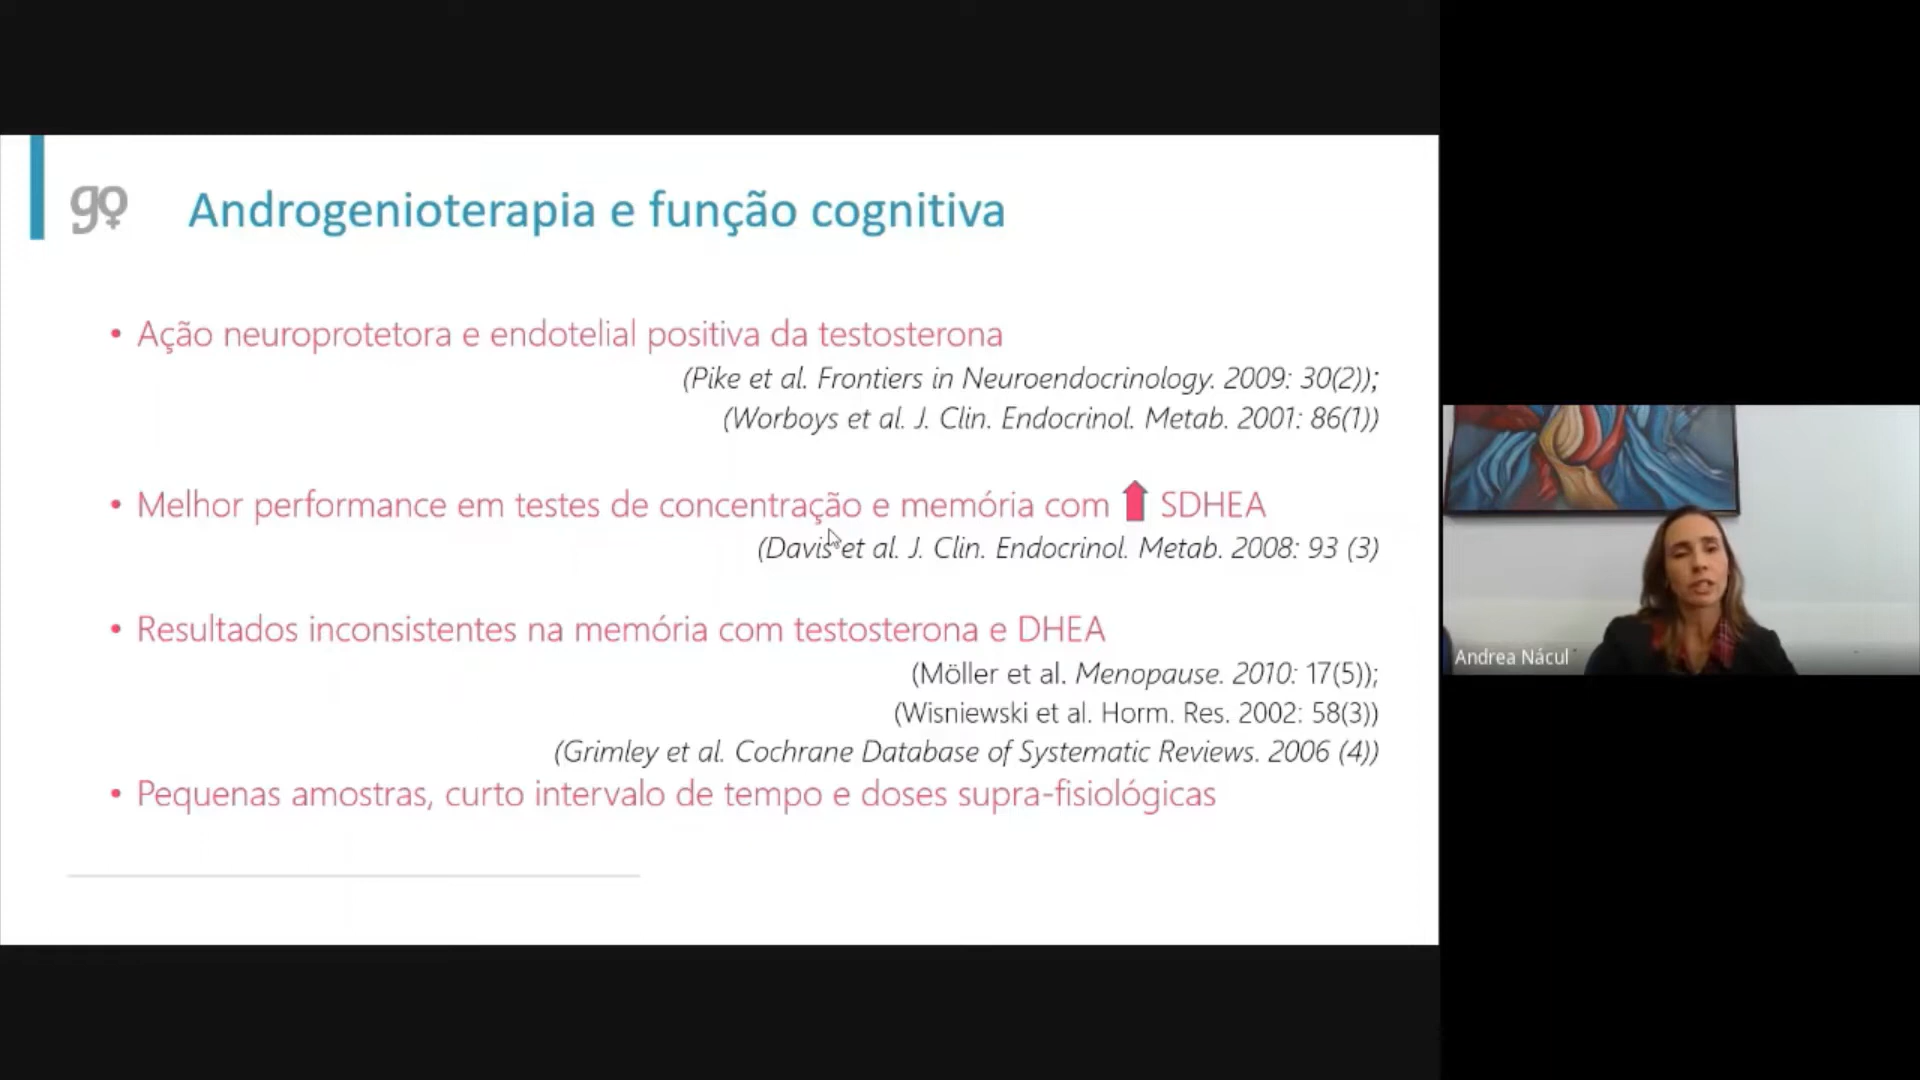 go
Androgenioterapia e função cognitiva
• Ação neuroprotetora e endotelial positiva da testosterona
(Pike et al. Frontiers in Neuroendocrinology. 2009: 30(2));
(Worboys et al. J. Clin. Endocrinol. Metab. 2001: 86(1))
• Melhor performance em testes de concentração e memória com SDHEA
(Davis et al. J. Clin. Endocrinol. Metab. 2008: 93 (3)
• Resultados inconsistentes na memória com testosterona e DHEA
(Möller et al. Menopause. 2010: 17(5));
(Wisniewski et al. Horm. Res. 2002: 58(3))
(Grimley et al. Cochrane Database of Systematic Reviews. 2006 (4))
• Pequenas amostras, curto intervalo de tempo e doses supra-fisiológicas
Andrea Nácul